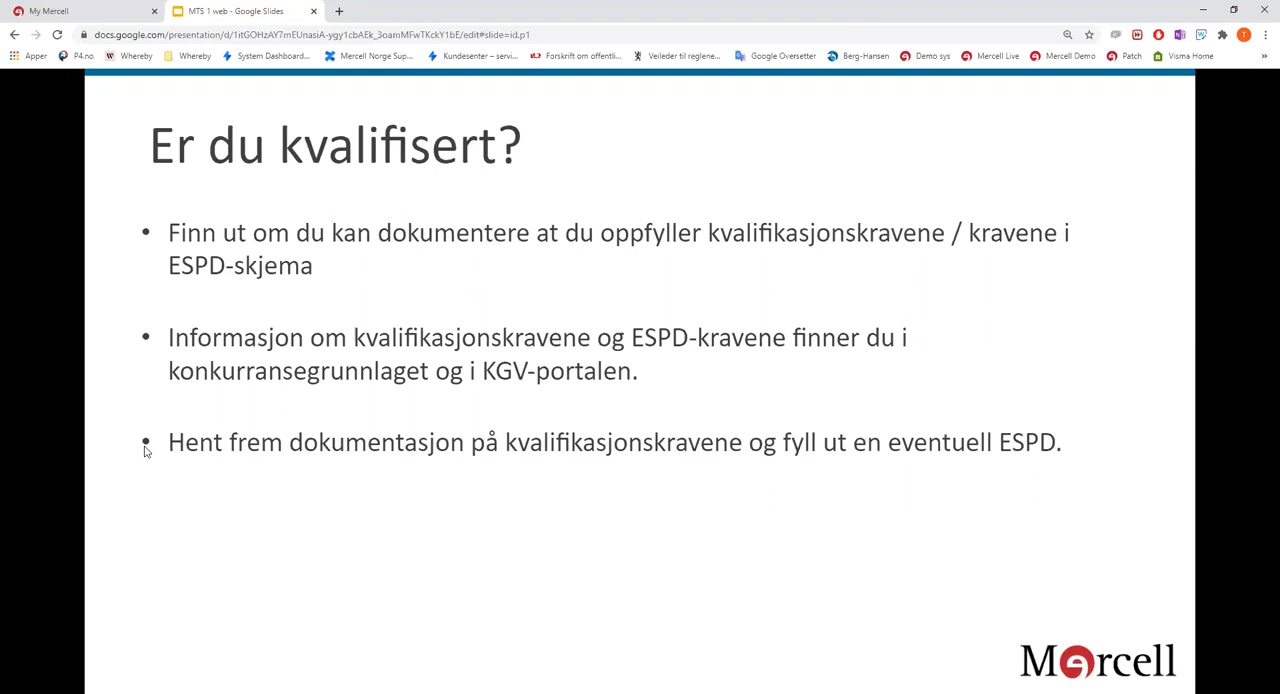 My Mercell
MTS 1 web - Google Slides
docs.google.com/presentation/d/1itGOHzAY7mEUnasiA-ygy1cbAEk_3oamMFwTKckY1bE/edit#slide=id.p1
Apper P4.no Whereby Whereby System Dashboard... Mercell Norge Sup... Kundesenter – servi... Forskrift om offentli... Veileder til reglene... Google Oversetter Berg-Hansen Demo sys Mercell Live Mercell Demo Patch Visma Home »
Er du kvalifisert?
• Finn ut om du kan dokumentere at du oppfyller kvalifikasjonskravene / kravene i
ESPD-skjema
• Informasjon om kvalifikasjonskravene og ESPD-kravene finner du i
konkurransegrunnlaget og i KGV-portalen.
• Hent frem dokumentasjon på kvalifikasjonskravene og fyll ut en eventuell ESPD.
Mercell